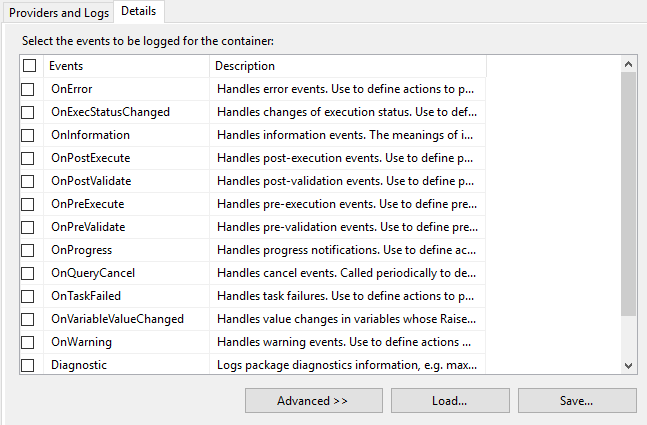 Providers and Logs Details
Select the events to be logged for the container:
Events Description
OnError Handles error events. Use to define actions to p...
OnExecStatusChanged Handles changes of execution status. Use to def...
OnInformation Handles information events. The meanings of i...
OnPostExecute Handles post-execution events. Use to define p...
OnPostValidate Handles post-validation events. Use to define p...
OnPreExecute Handles pre-execution events. Use to define pre...
OnPreValidate Handles pre-validation events. Use to define pre...
OnProgress Handles progress notifications. Use to define ac...
OnQueryCancel Handles cancel events. Called periodically to de...
OnTaskFailed Handles task failures. Use to define actions to p...
OnVariableValueChanged Handles value changes in variables whose Raise...
OnWarning Handles warning events. Use to define actions ...
Diagnostic Logs package diagnostics information, e.g. max...
Advanced >> Load... Save...